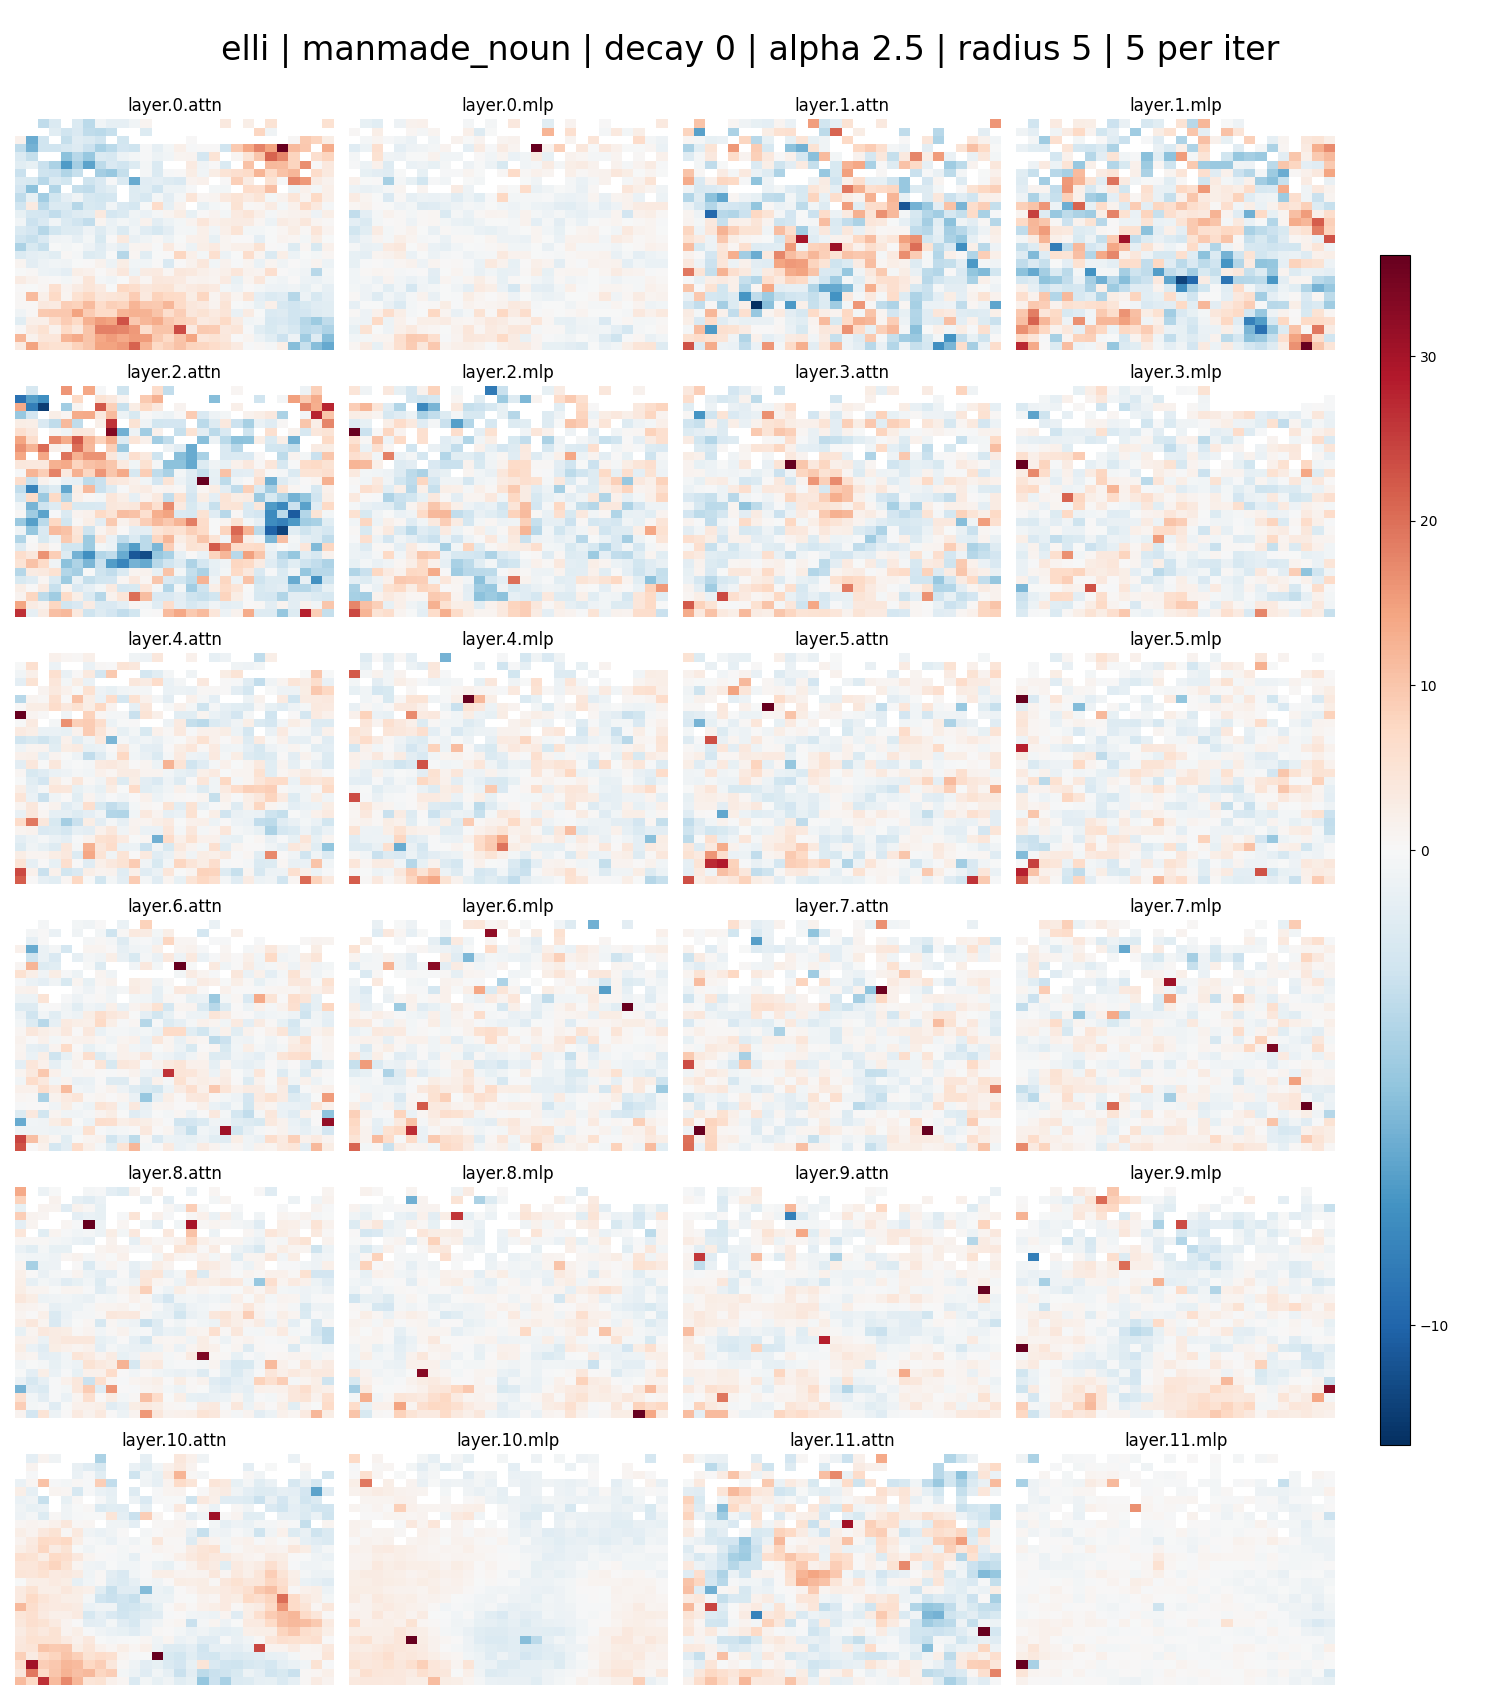 elli | manmade_noun | decay 0 | alpha 2.5 | radius 5 | 5 per iter
layer.0.attn layer.0.mlp layer.1.attn layer.1.mlp
layer.2.attn layer.2.mlp layer.3.attn layer.3.mlp
layer.4.attn layer.4.mlp layer.5.attn layer.5.mlp
layer.6.attn layer.6.mlp layer.7.attn layer.7.mlp
layer.8.attn layer.8.mlp layer.9.attn layer.9.mlp
layer.10.attn layer.10.mlp layer.11.attn layer.11.mlp
30
20
10
0
−10